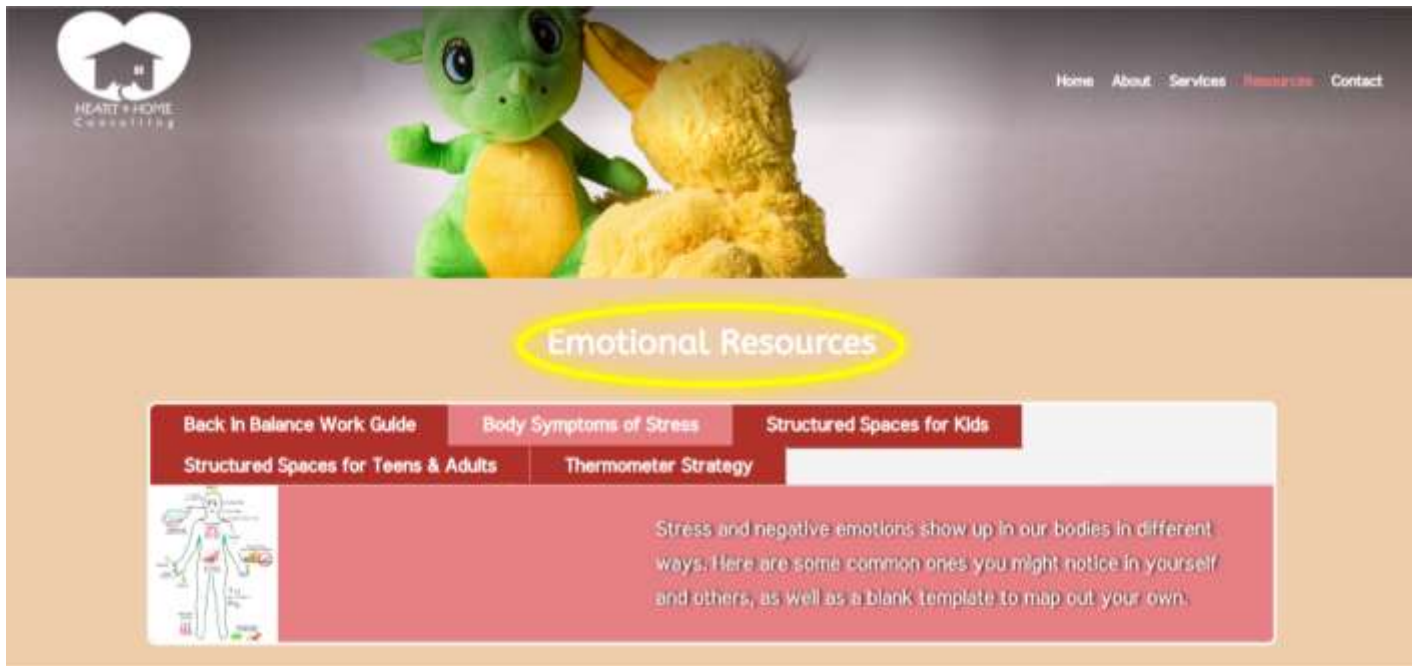 HEART + HOME
Consulting
Home About Services Resources Contact
Emotional Resources
Back In Balance Work Guide Body Symptoms of Stress Structured Spaces for Kids
Structured Spaces for Teens & Adults Thermometer Strategy
Stress and negative emotions show up in our bodies in different
ways. Here are some common ones you might notice in yourself
and others, as well as a blank template to map out your own.